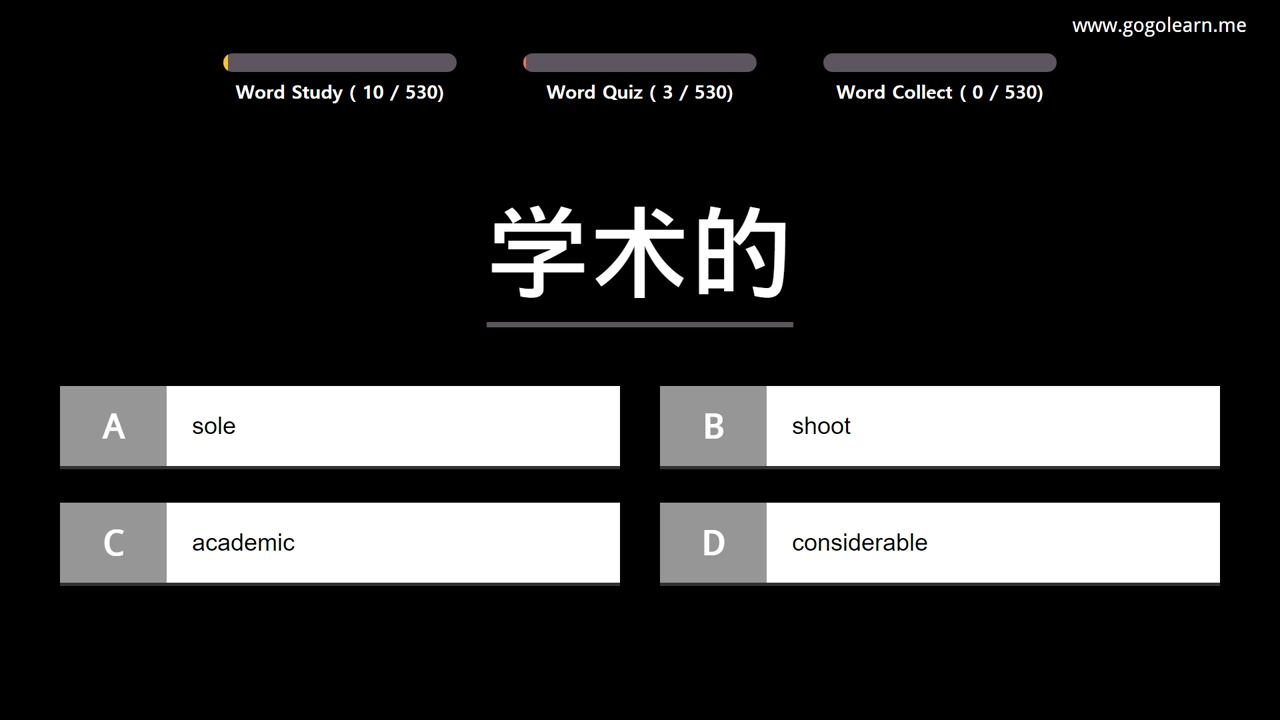 www.gogolearn.me
Word Study ( 10 / 530)
Word Quiz ( 3 / 530)
Word Collect ( 0 / 530)
学术的
A sole
B shoot
C academic
D considerable